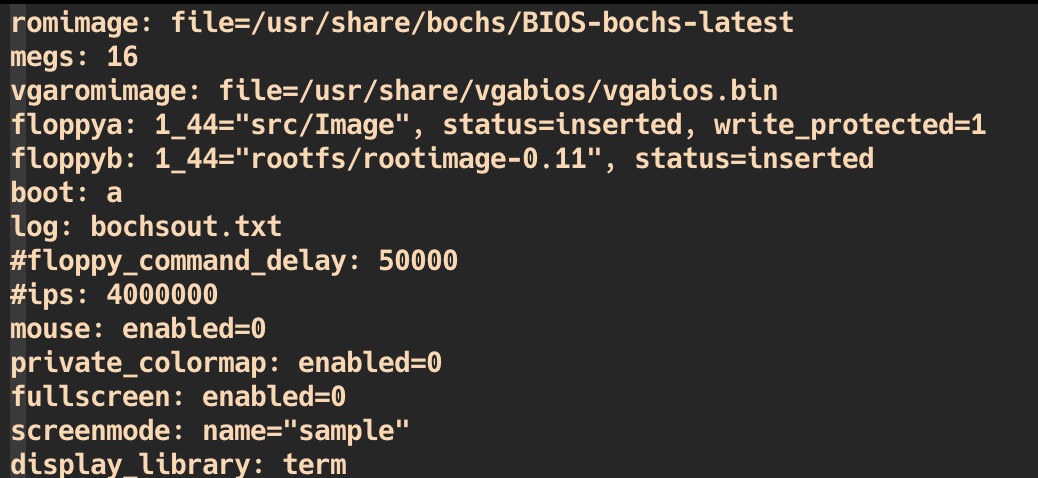 romimage: file=/usr/share/bochs/BIOS-bochs-latest
megs: 16
vgaromimage: file=/usr/share/vgabios/vgabios.bin
floppya: 1_44="src/Image", status=inserted, write_protected=1
floppyb: 1_44="rootfs/rootimage-0.11", status=inserted
boot: a
log: bochsout.txt
#floppy_command_delay: 50000
#ips: 4000000
mouse: enabled=0
private_colormap: enabled=0
fullscreen: enabled=0
screenmode: name="sample"
display_library: term